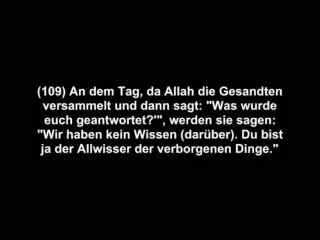 (109) An dem Tag, da Allah die Gesandten
versammelt und dann sagt: "Was wurde
euch geantwortet?'", werden sie sagen:
"Wir haben kein Wissen (darüber). Du bist
ja der Allwisser der verborgenen Dinge."